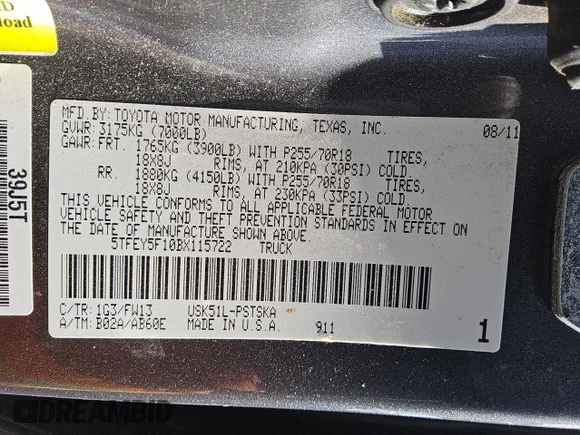 ED
load
39J5T
MFD.BY: TOYOTA MOTOR MANUFACTURING, TEXAS, INC. 08/11
GVWR: 3175KG (7000LB)
GAWR: FRT. 1765KG (3900LB) WITH P255/70R18 TIRES,
18X8J RIMS, AT 210KPA (30PSI) COLD.
RR. 1880KG (4150LB) WITH P255/70R18 TIRES,
18X8J RIMS, AT 230KPA (33PSI) COLD.
THIS VEHICLE CONFORMS TO ALL APPLICABLE FEDERAL MOTOR
VEHICLE SAFETY AND THEFT PREVENTION STANDARDS IN EFFECT ON
THE DATE OF MANUFACTURE SHOWN ABOVE.
5TFEY5F10BX115722 TRUCK
C/TR: 1G3/FW13 USK51L-PSTSKA
A/TM: B02A/AB60E MADE IN U.S.A. 911 1
DREAMBID